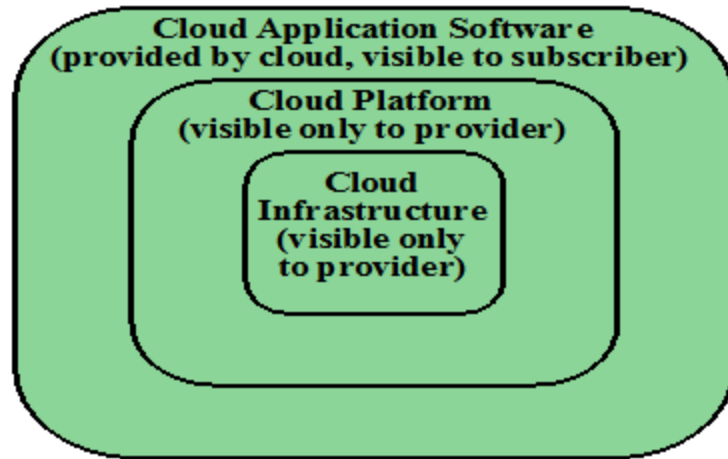 Cloud Application Software
(provided by cloud, visible to subscriber)
Cloud Platform
(visible only to provider)
Cloud
Infrastructure
(visible only
to provider)